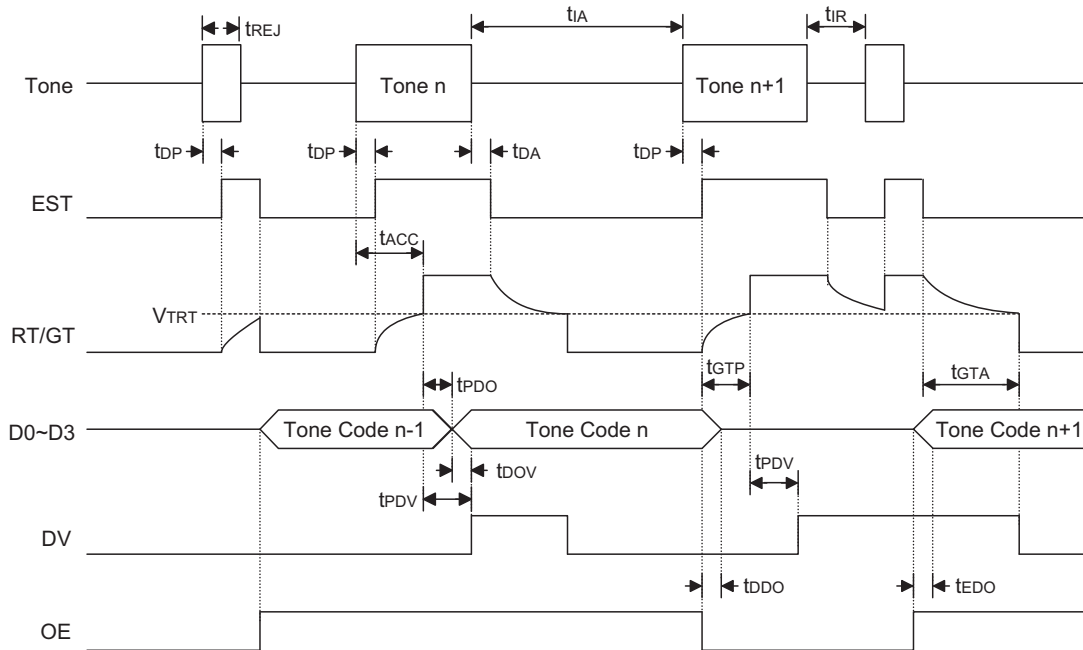 tREJ
tIA
tIR
Tone
Tone n
Tone n+1
tDP
tDP
tDA
tDP
EST
tACC
VTRT
RT/GT
tPDO
tGTP
tGTA
D0~D3
Tone Code n-1
Tone Code n
Tone Code n+1
tDOV
tPDV
tPDV
DV
tDDO
tEDO
OE